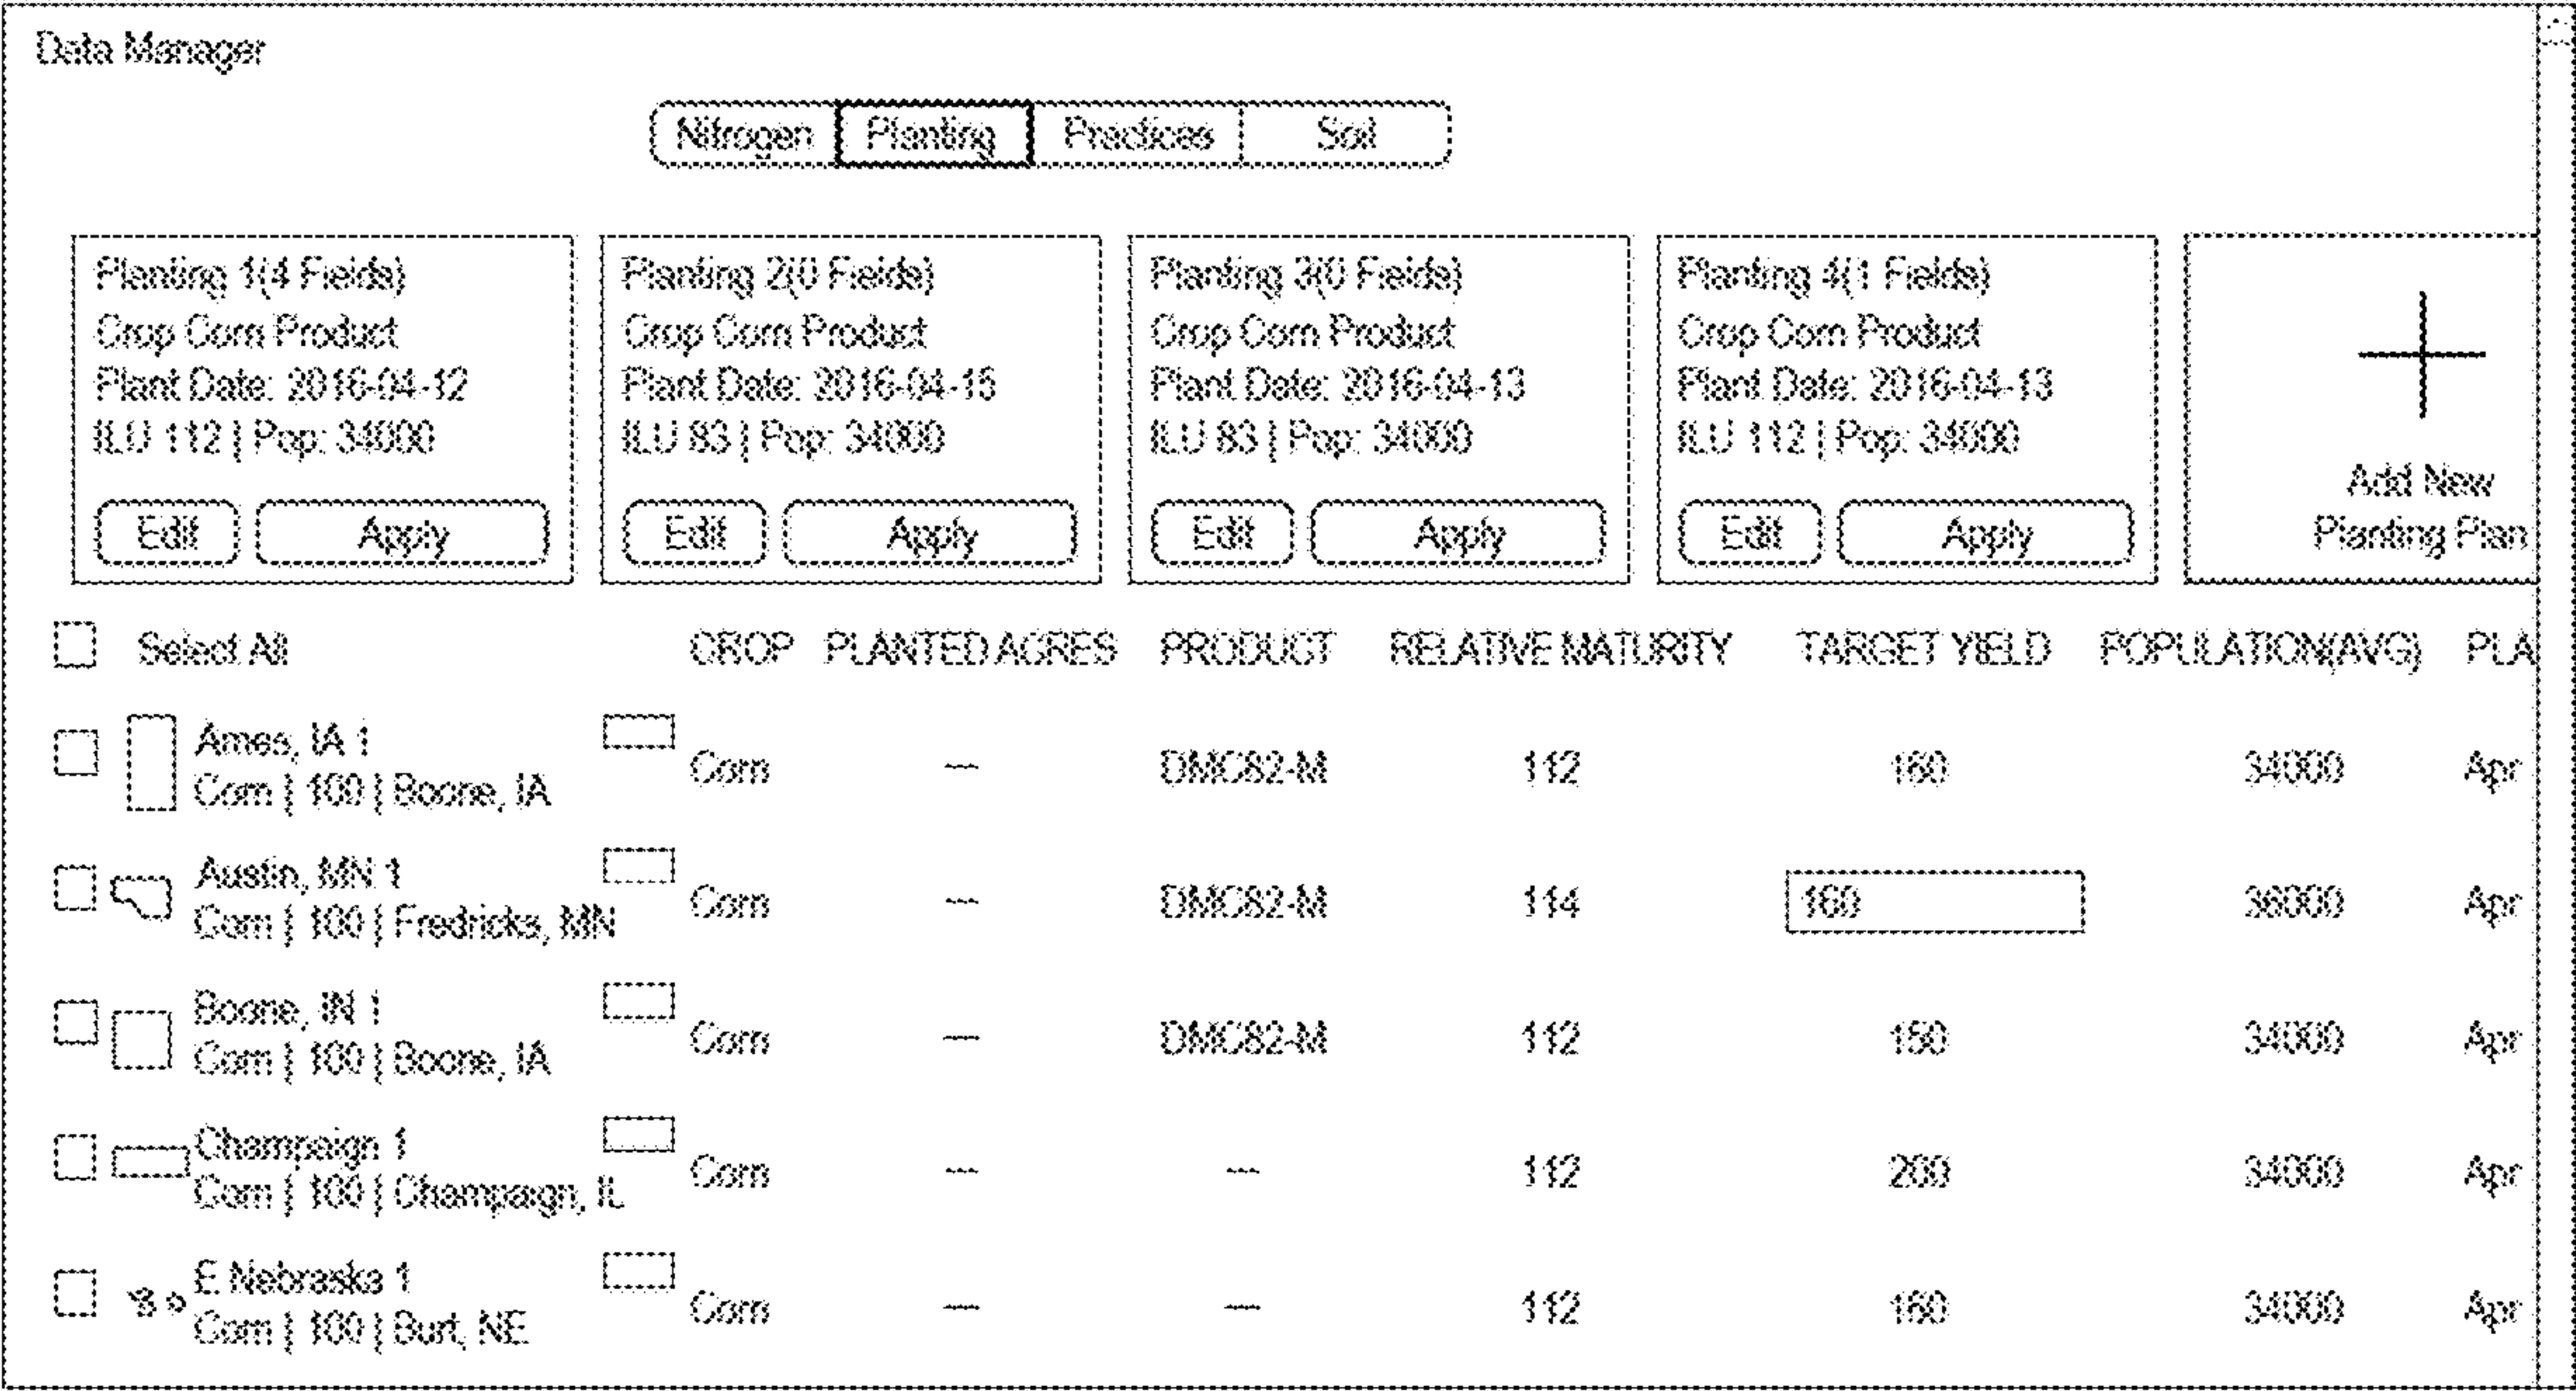 Data Manager
Nitrogen Planting Practices Soil
Planting 1(4 Fields) Planting 2(0 Fields) Planting 3(0 Fields) Planting 4(1 Fields)
Crop Corn Product Crop Corn Product Crop Corn Product Crop Corn Product
Plant Date: 2016-04-12 Plant Date: 2016-04-15 Plant Date: 2016-04-13 Plant Date: 2016-04-13
ILU 112 | Pop: 34000 ILU 83 | Pop: 34000 ILU 83 | Pop: 34000 ILU 112 | Pop: 34000
Edit Apply Edit Apply Edit Apply Edit Apply
Add New
Planting Plan
Select All CROP PLANTED ACRES PRODUCT RELATIVE MATURITY TARGET YIELD POPULATION(AVG) PLA
Ames, IA 1
Corn | 100 | Boone, IA
Corn --- DMC82-M 112 160 34000 Apr
Austin, MN 1
Corn | 100 | Fredricks, MN
Corn --- DMC82-M 114 160 36000 Apr
Boone, IN 1
Corn | 100 | Boone, IA
Corn --- DMC82-M 112 150 34000 Apr
Champaign 1
Corn | 100 | Champaign, IL
Corn --- --- 112 200 34000 Apr
E Nebraska 1
Corn | 100 | Burt, NE
Corn --- --- 112 160 34000 Apr